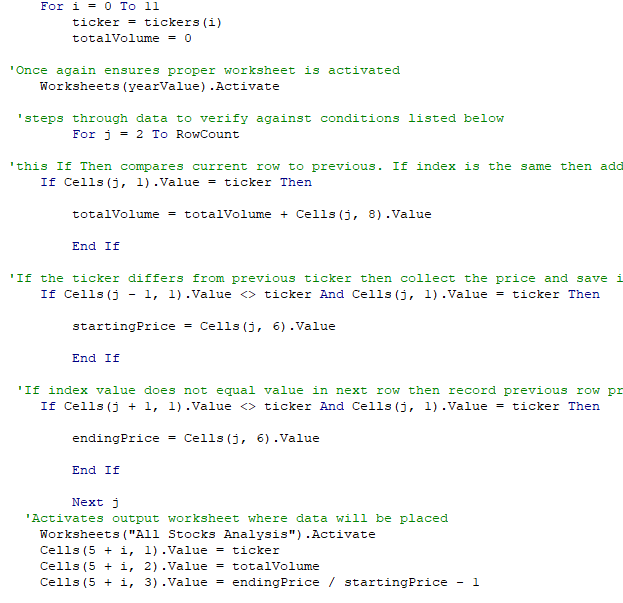 For i = 0 To 11
ticker = tickers(i)
totalVolume = 0
'Once again ensures proper worksheet is activated
Worksheets(yearValue).Activate
'steps through data to verify against conditions listed below
For j = 2 To RowCount
'this If Then compares current row to previous. If index is the same then add
If Cells(j, 1).Value = ticker Then
totalVolume = totalVolume + Cells(j, 8).Value
End If
'If the ticker differs from previous ticker then collect the price and save i
If Cells(j - 1, 1).Value <> ticker And Cells(j, 1).Value = ticker Then
startingPrice = Cells(j, 6).Value
End If
'If index value does not equal value in next row then record previous row pr
If Cells(j + 1, 1).Value <> ticker And Cells(j, 1).Value = ticker Then
endingPrice = Cells(j, 6).Value
End If
Next j
'Activates output worksheet where data will be placed
Worksheets("All Stocks Analysis").Activate
Cells(5 + i, 1).Value = ticker
Cells(5 + i, 2).Value = totalVolume
Cells(5 + i, 3).Value = endingPrice / startingPrice - 1